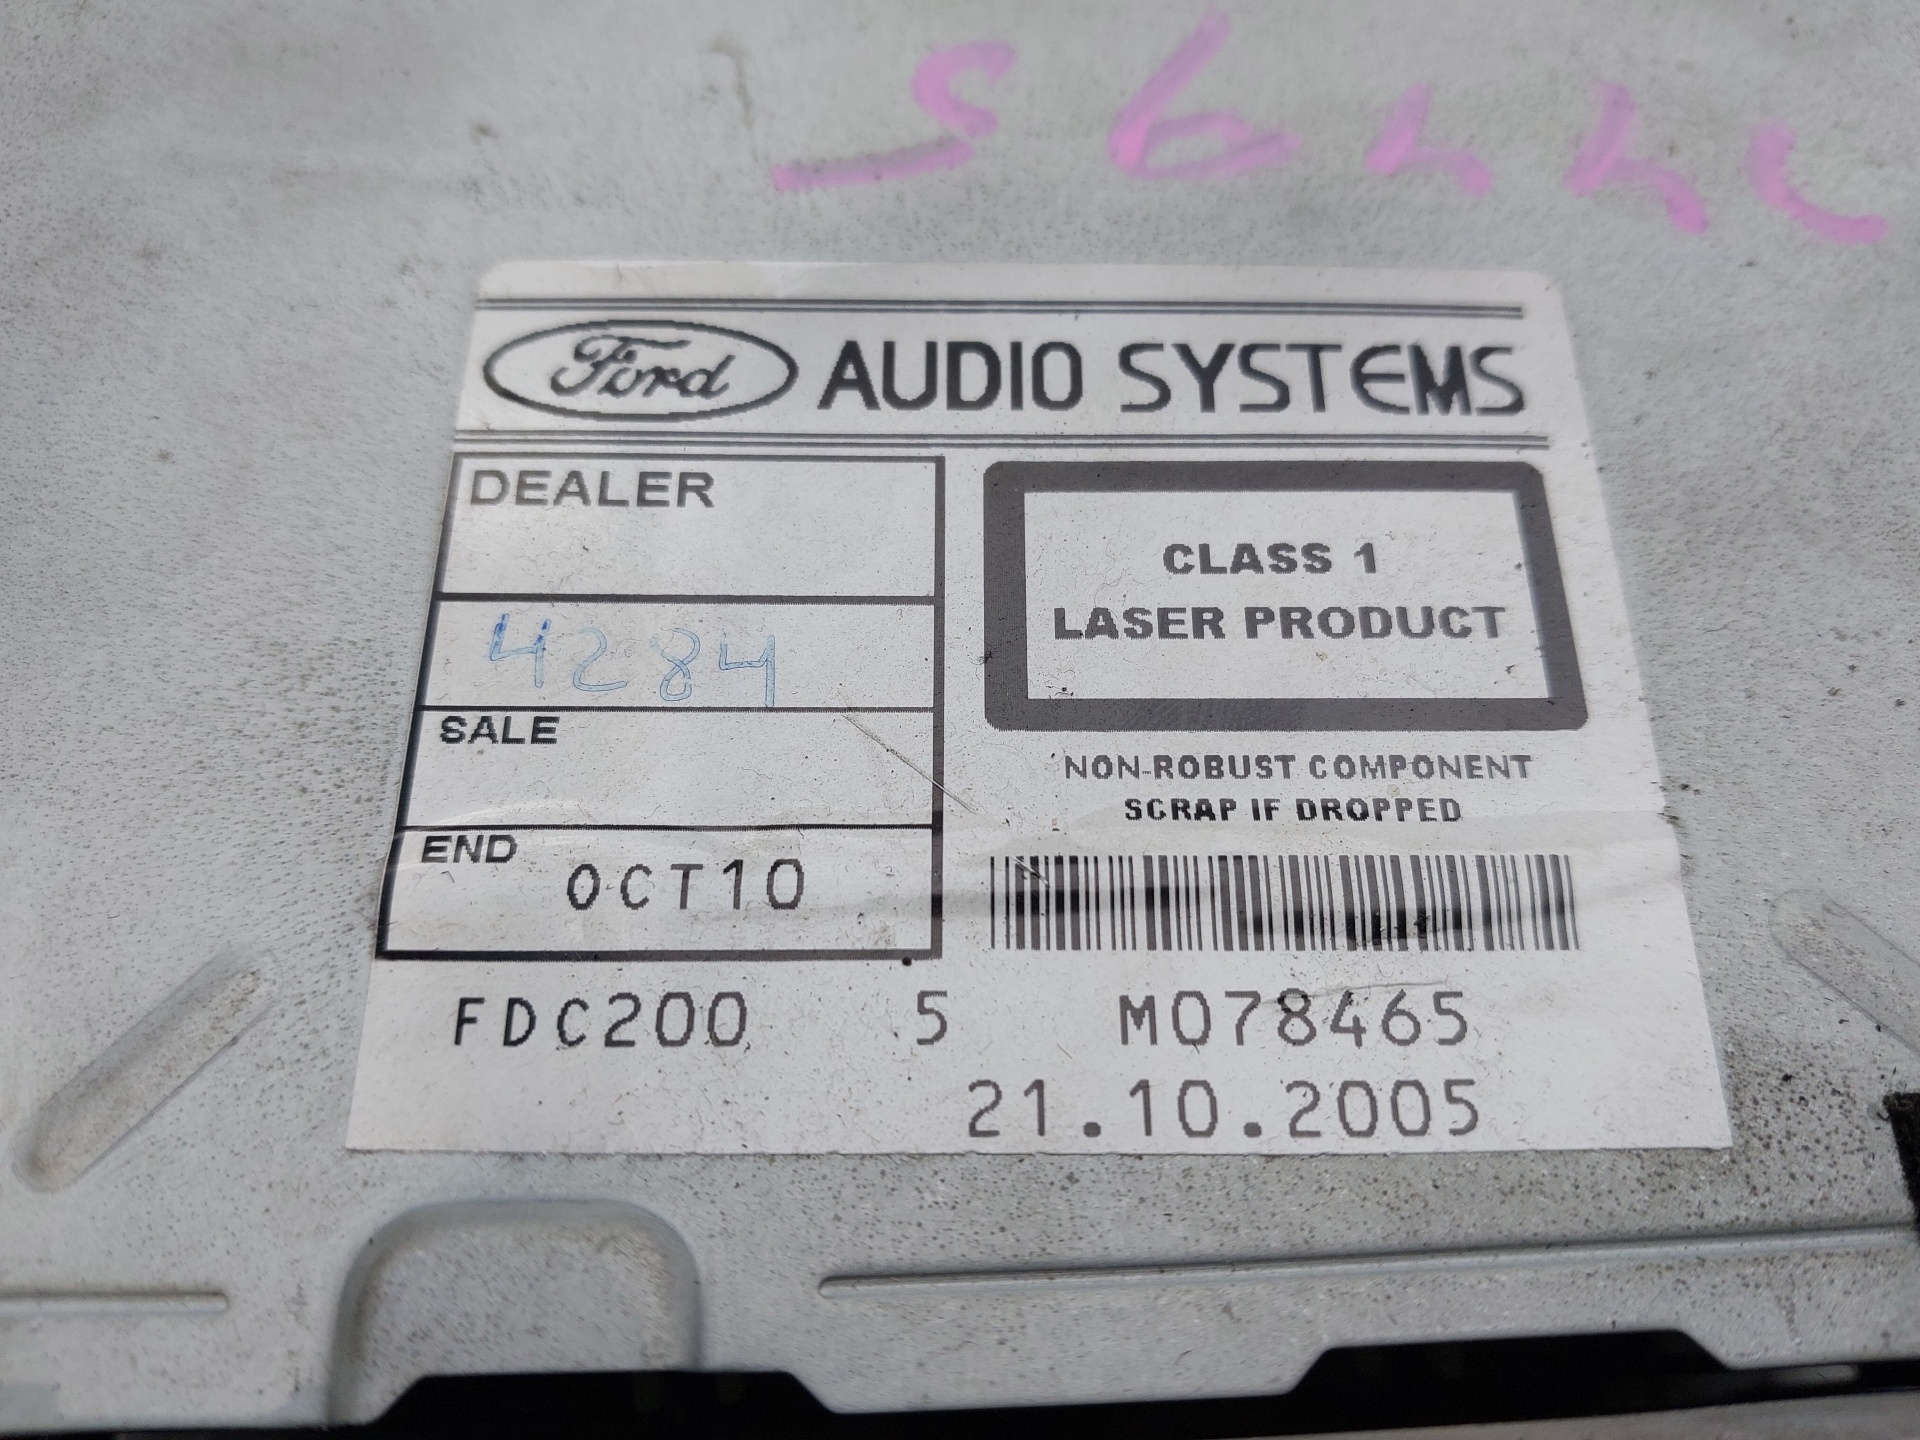 Ford AUDIO SYSTEMS
DEALER
4284
SALE
END OCT10
CLASS 1
LASER PRODUCT
NON-ROBUST COMPONENT
SCRAP IF DROPPED
FDC200 5 M078465
21.10.2005